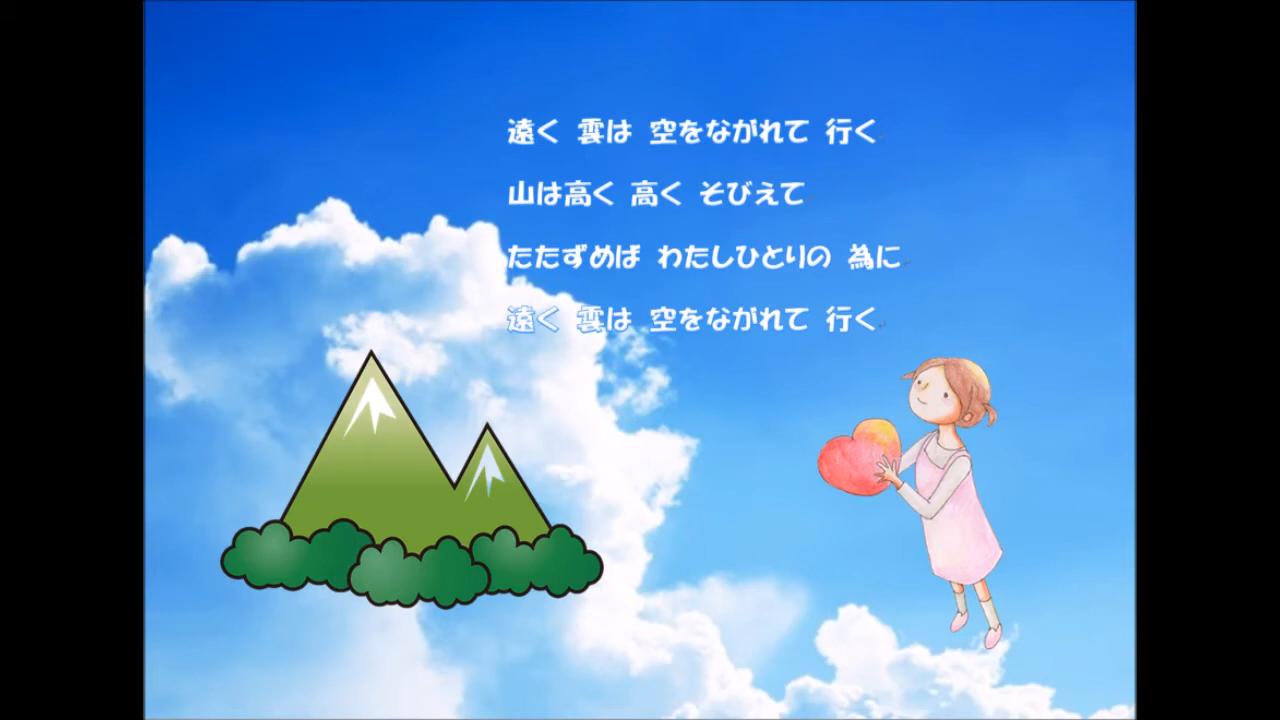 遠く 雲は 空をながれて 行く
山は高く 高く そびえて
たたずめば わたしひとりの 為に
遠く 雲は 空をながれて 行く